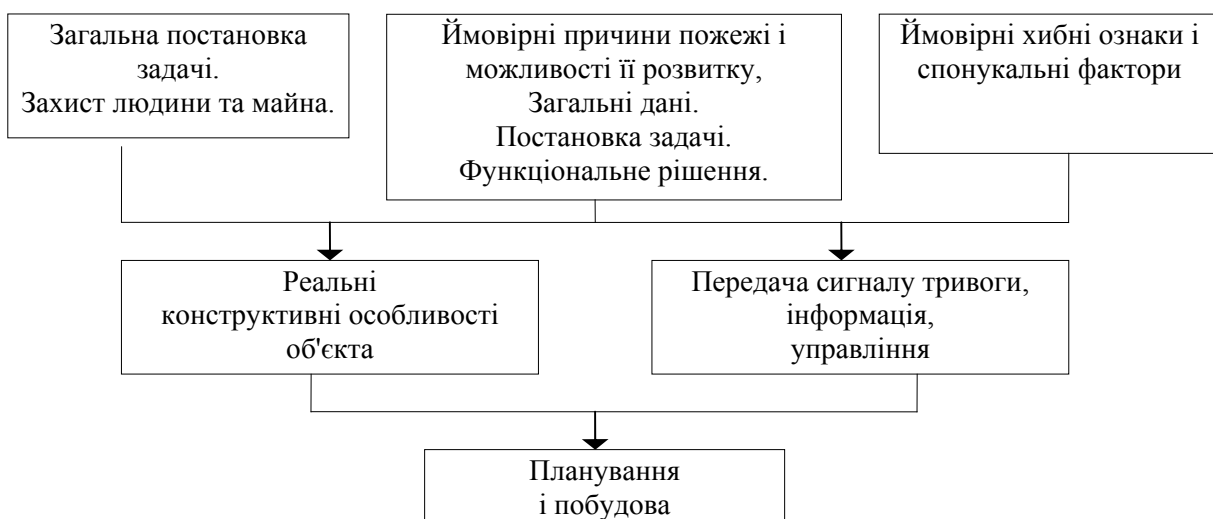 Загальна постановка
задачі.
Захист людини та майна.
Ймовірні причини пожежі і
можливості її розвитку,
Загальні дані.
Постановка задачі.
Функціональне рішення.
Ймовірні хибні ознаки і
спонукальні фактори
Реальні
конструктивні особливості
об'єкта
Передача сигналу тривоги,
інформація,
управління
Планування
і побудова